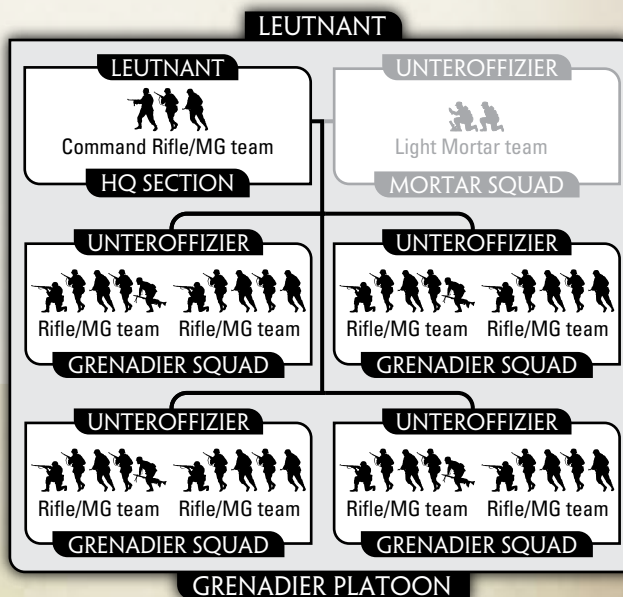 LEUTNANT
LEUTNANT
Command Rifle/MG team
HQ SECTION
UNTEROFFIZIER
Light Mortar team
MORTAR SQUAD
UNTEROFFIZIER
Rifle/MG team Rifle/MG team
GRENADIER SQUAD
UNTEROFFIZIER
Rifle/MG team Rifle/MG team
GRENADIER SQUAD
UNTEROFFIZIER
Rifle/MG team Rifle/MG team
GRENADIER SQUAD
UNTEROFFIZIER
Rifle/MG team Rifle/MG team
GRENADIER SQUAD
GRENADIER PLATOON